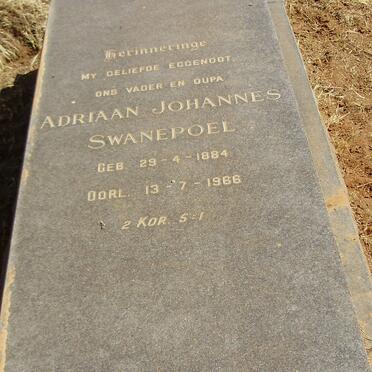 Herinneringe
MY GELIEFDE EGGENOOT,
ONS VADER EN OUPA
ADRIAAN JOHANNES
SWANEPOEL
GEB. 29-4-1884
OORL. 13-7-1966
2 KOR. 5:1